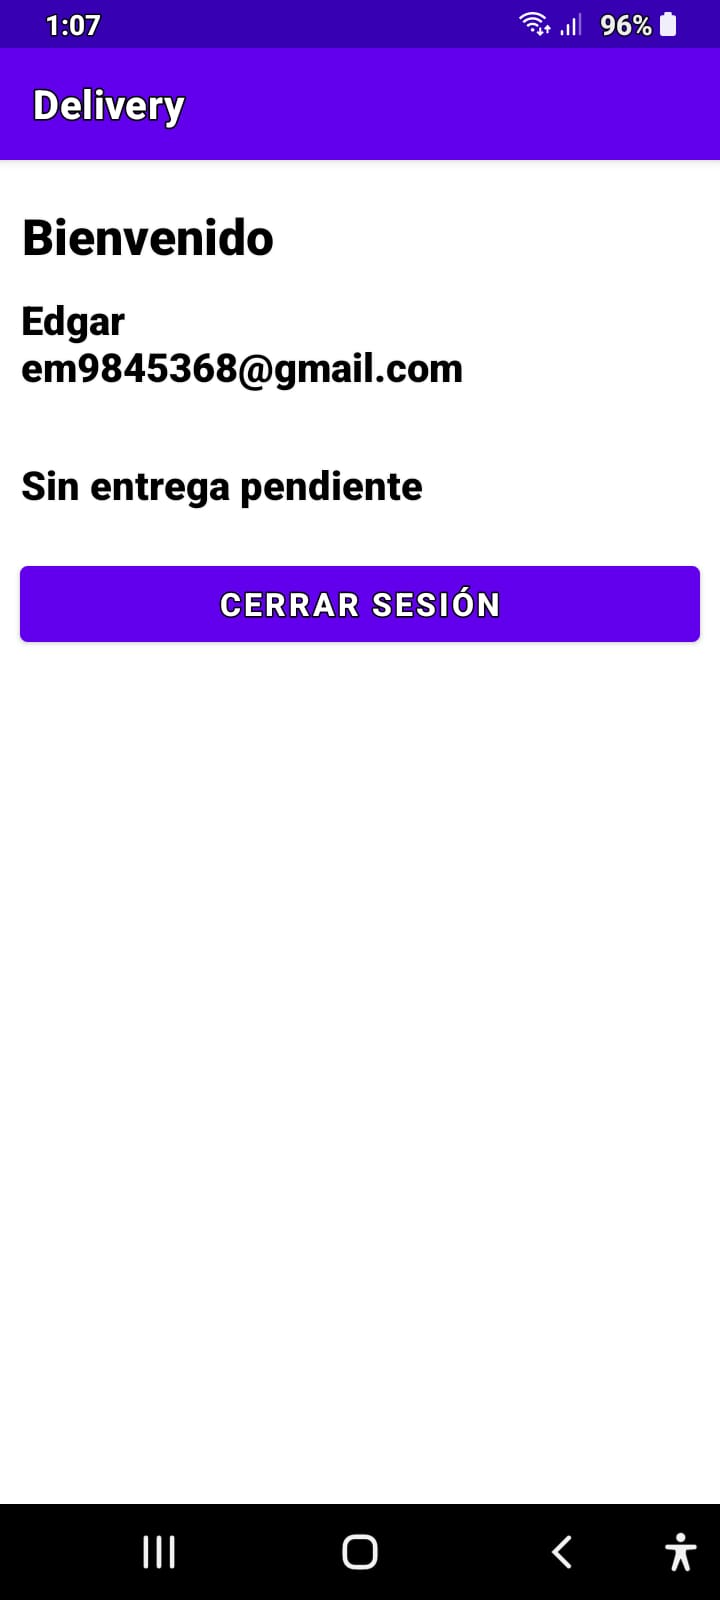 1:07
96%
Delivery
Bienvenido
Edgar
em9845368@gmail.com
Sin entrega pendiente
CERRAR SESIÓN